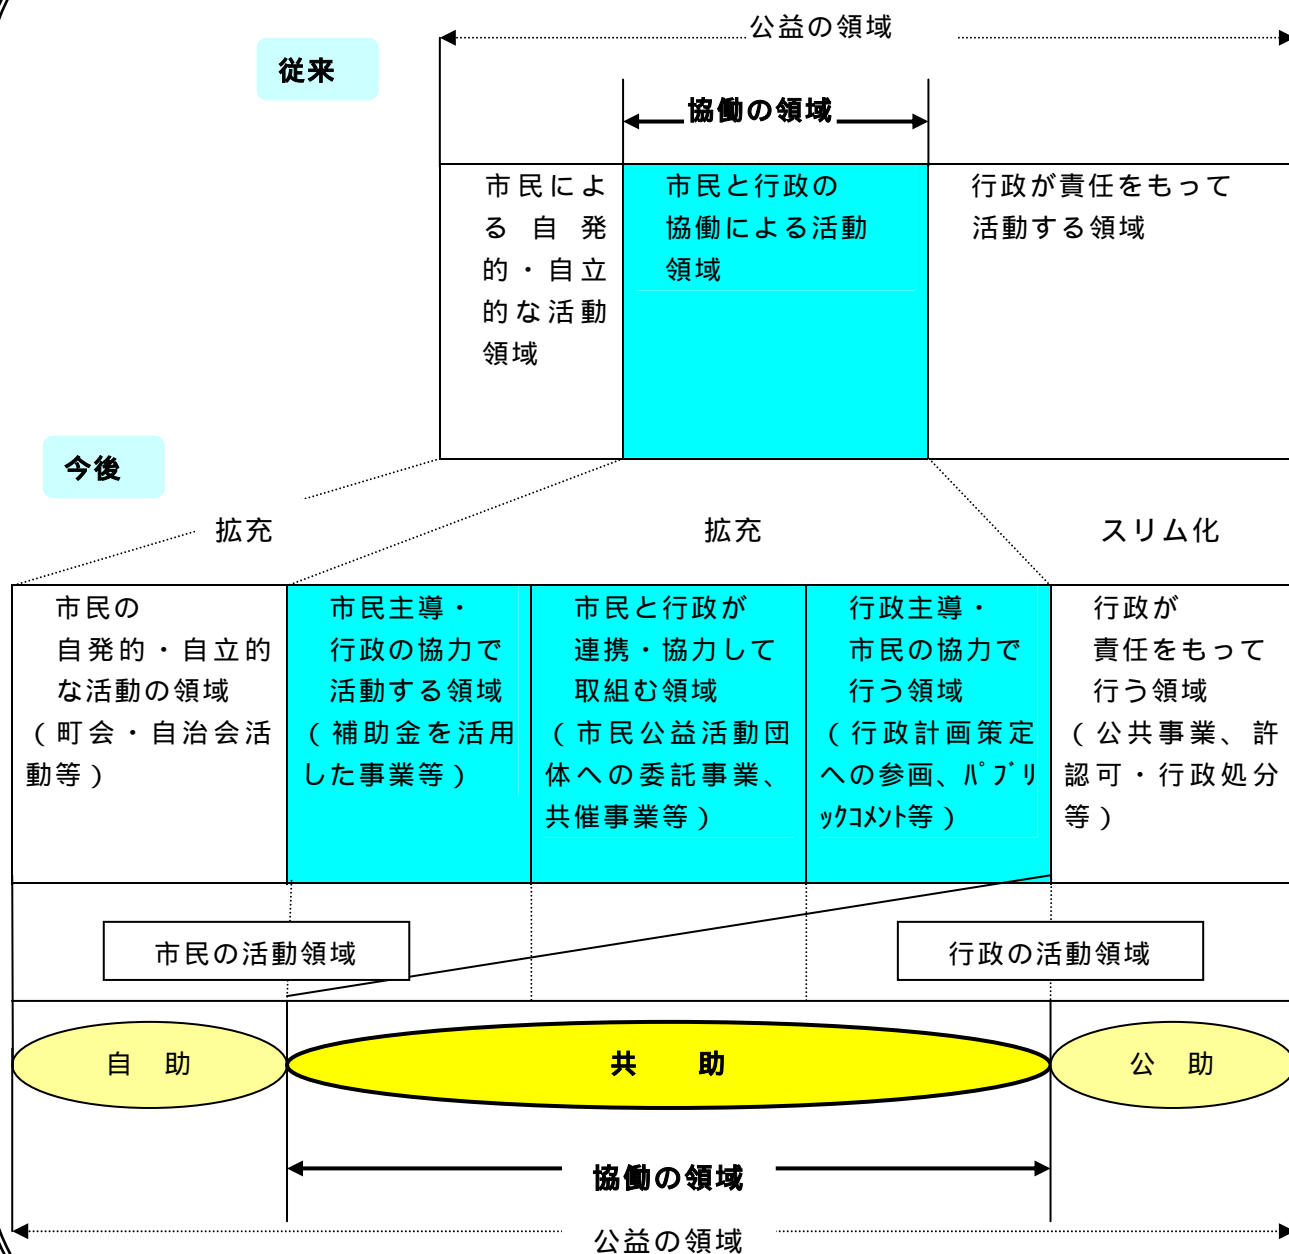 公益の領域
従来
協働の領域
市民によ
る自発
的・自立
的な活動
領域
市民と行政の
協働による活動
領域
行政が責任をもって
活動する領域
今後
拡充
拡充
スリム化
市民の
自発的・自立的
な活動の領域
（町会・自治会活
動等）
市民主導・
行政の協力で
活動する領域
（補助金を活用
した事業等）
市民と行政が
連携・協力して
取組む領域
（市民公益活動団
体への委託事業、
共催事業等）
行政主導・
市民の協力で
行う領域
（行政計画策定
への参画、ﾊﾟﾌﾞﾘ
ｯｸｺﾒﾝﾄ等）
行政が
責任をもって
行う領域
（公共事業、許
認可・行政処分
等）
市民の活動領域
行政の活動領域
自　助
共　助
公　助
協働の領域
公益の領域